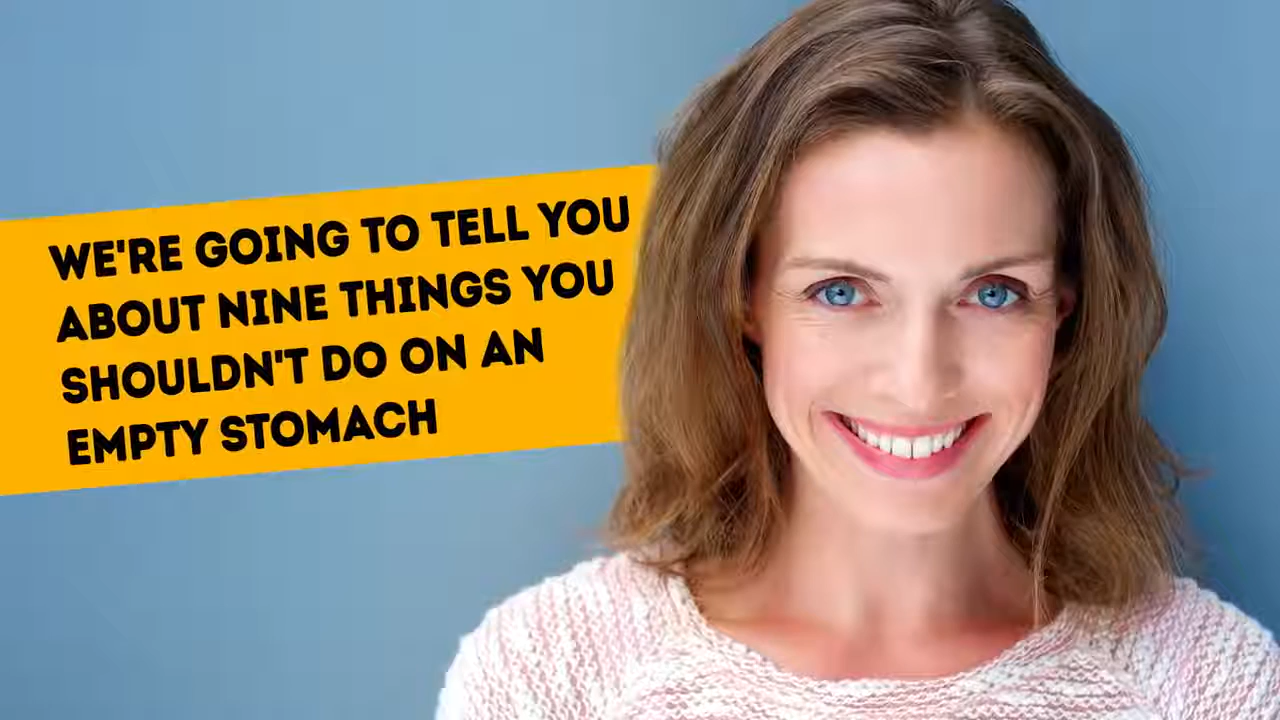 WE'RE GOING TO TELL YOU
ABOUT NINE THINGS YOU
SHOULDN'T DO ON AN
EMPTY STOMACH